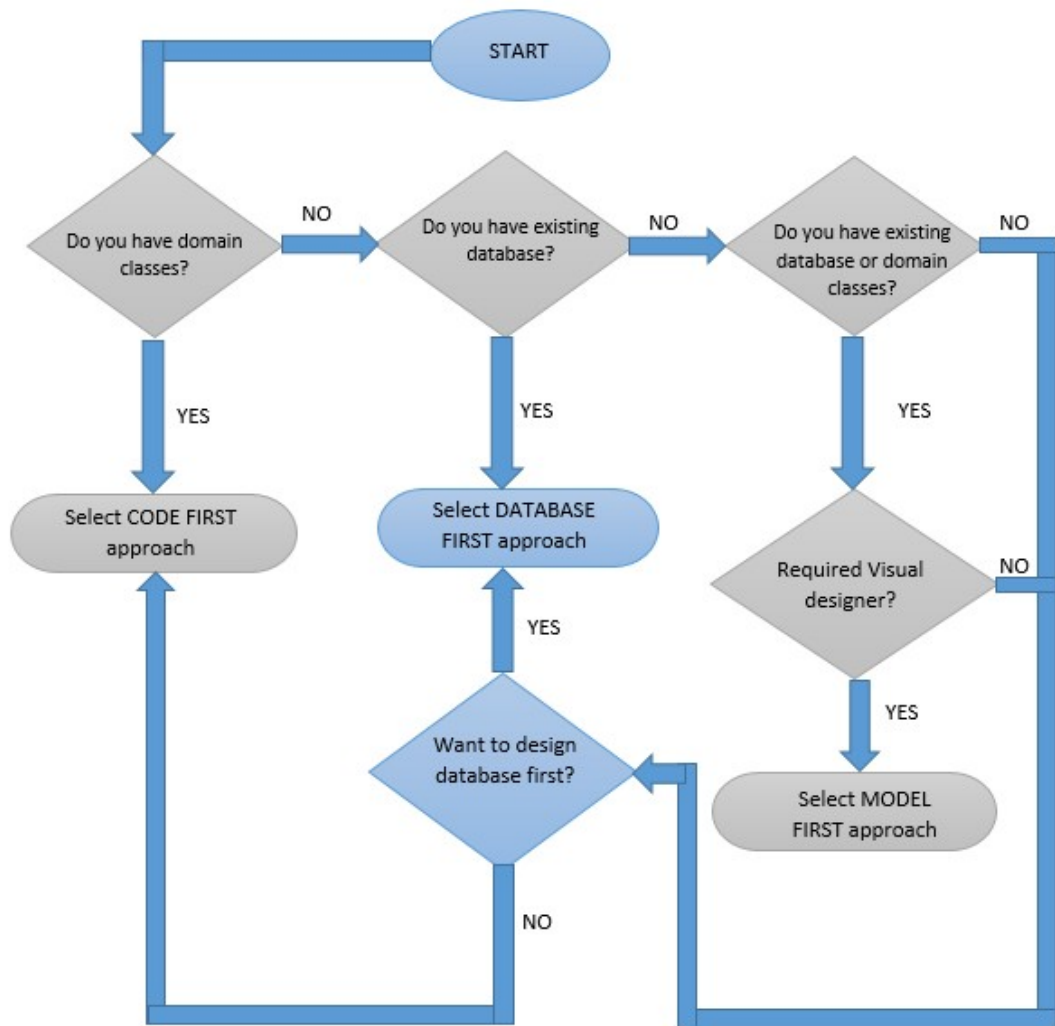 START
Do you have domain
classes?
NO
Do you have existing
database?
NO
Do you have existing
database or domain
classes?
NO
YES
YES
YES
Select CODE FIRST
approach
Select DATABASE
FIRST approach
Required Visual
designer?
NO
YES
YES
Want to design
database first?
Select MODEL
FIRST approach
NO